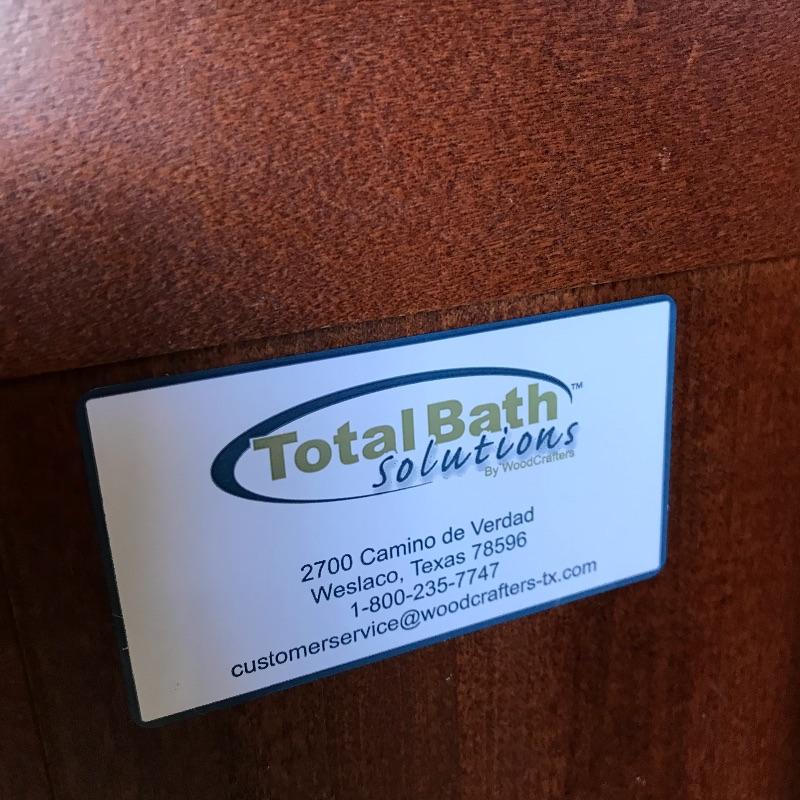 Total Bath™
Solutions
By WoodCrafters
2700 Camino de Verdad
Weslaco, Texas 78596
1-800-235-7747
customerservice@woodcrafters-tx.com